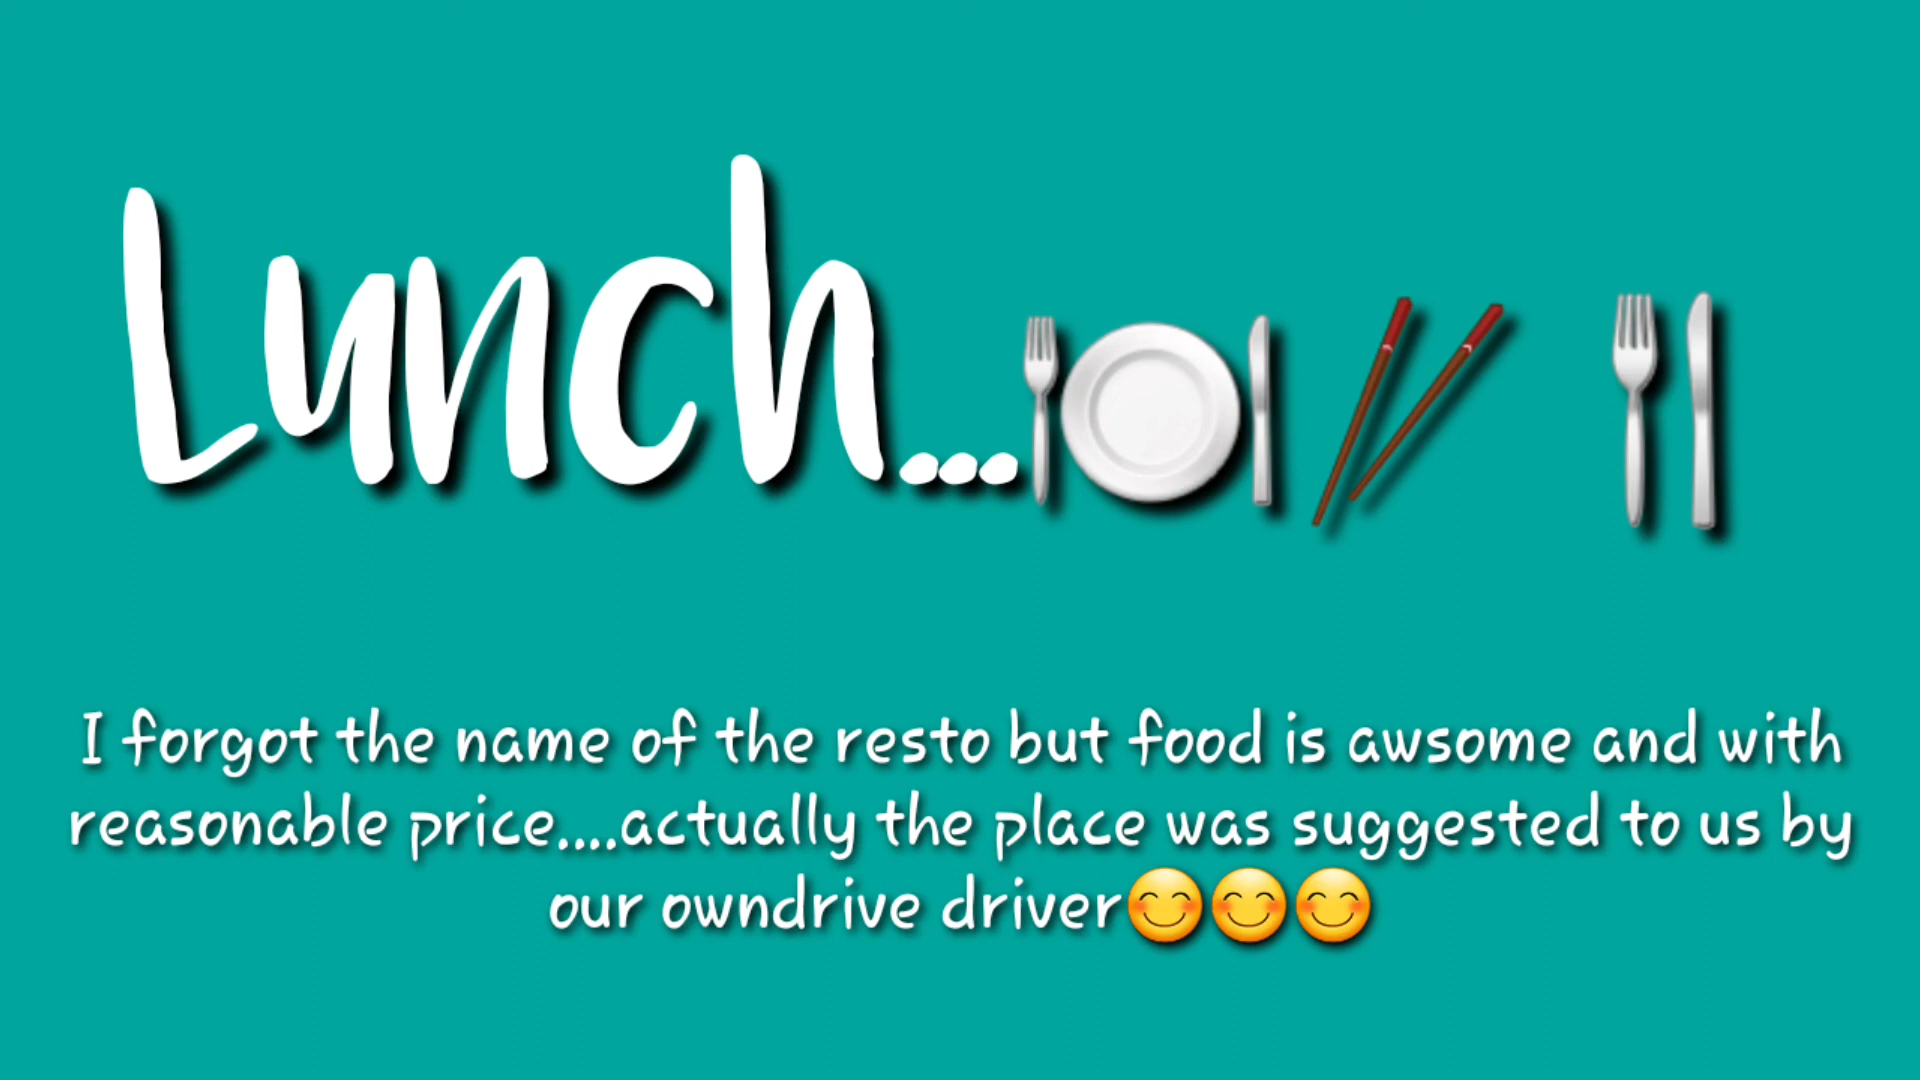 Lunch...🍽🥢 🍴
I forgot the name of the resto but food is awsome and with
reasonable price....actually the place was suggested to us by
our owndrive driver😊😊😊